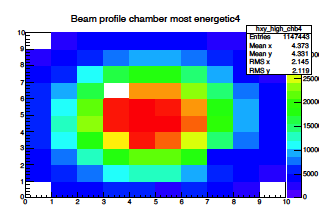 Beam profile chamber most energetic4
hxy_high_chb4
Entries 1147443
Mean x 4.373
Mean y 4.331
RMS x 2.145
RMS y 2.119
10
9
8
7
6
5
4
3
2
1
0
0 1 2 3 4 5 6 7 8 9 10
25000
20000
15000
10000
5000
0